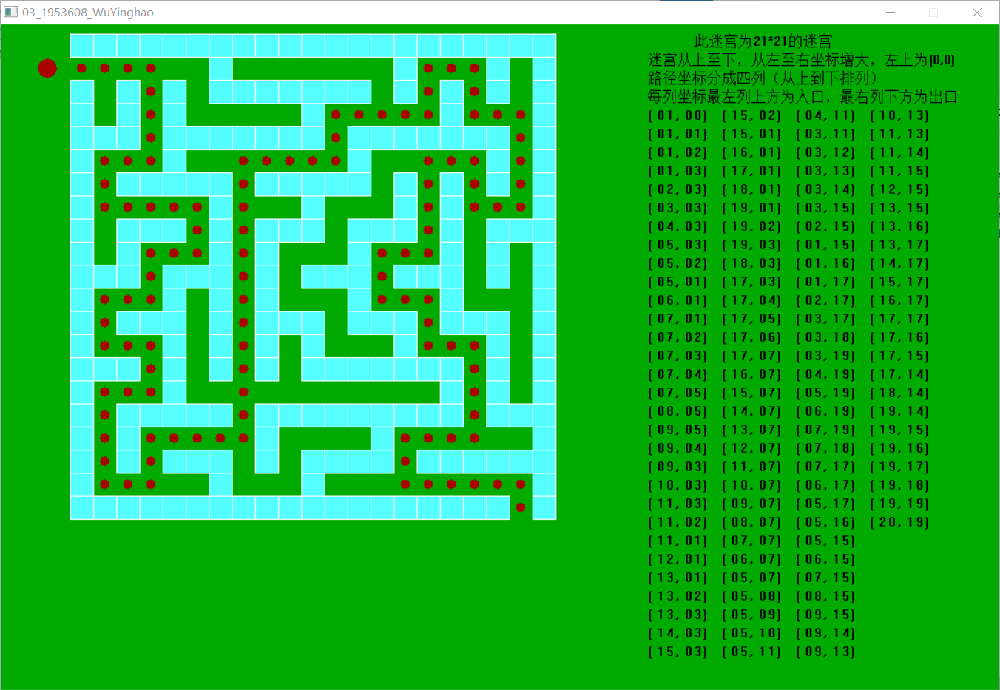 03_1953608_WuYinghao
此迷宫为21*21的迷宫
迷宫从上至下，从左至右坐标增大，左上为(0,0)
路径坐标分成四列（从上到下排列）
每列坐标最左列上方为入口，最右列下方为出口
(01,00) (15,02) (04,11) (10,13)
(01,01) (15,01) (03,11) (11,13)
(01,02) (16,01) (03,12) (11,14)
(01,03) (17,01) (03,13) (11,15)
(02,03) (18,01) (03,14) (12,15)
(03,03) (19,01) (03,15) (13,15)
(04,03) (19,02) (02,15) (13,16)
(05,03) (19,03) (01,15) (13,17)
(05,02) (18,03) (01,16) (14,17)
(05,01) (17,03) (01,17) (15,17)
(06,01) (17,04) (02,17) (16,17)
(07,01) (17,05) (03,17) (17,17)
(07,02) (17,06) (03,18) (17,16)
(07,03) (17,07) (03,19) (17,15)
(07,04) (16,07) (04,19) (17,14)
(07,05) (15,07) (05,19) (18,14)
(08,05) (14,07) (06,19) (19,14)
(09,05) (13,07) (07,19) (19,15)
(09,04) (12,07) (07,18) (19,16)
(09,03) (11,07) (07,17) (19,17)
(10,03) (10,07) (06,17) (19,18)
(11,03) (09,07) (05,17) (19,19)
(11,02) (08,07) (05,16) (20,19)
(11,01) (07,07) (05,15)
(12,01) (06,07) (06,15)
(13,01) (05,07) (07,15)
(13,02) (05,08) (08,15)
(13,03) (05,09) (09,15)
(14,03) (05,10) (09,14)
(15,03) (05,11) (09,13)